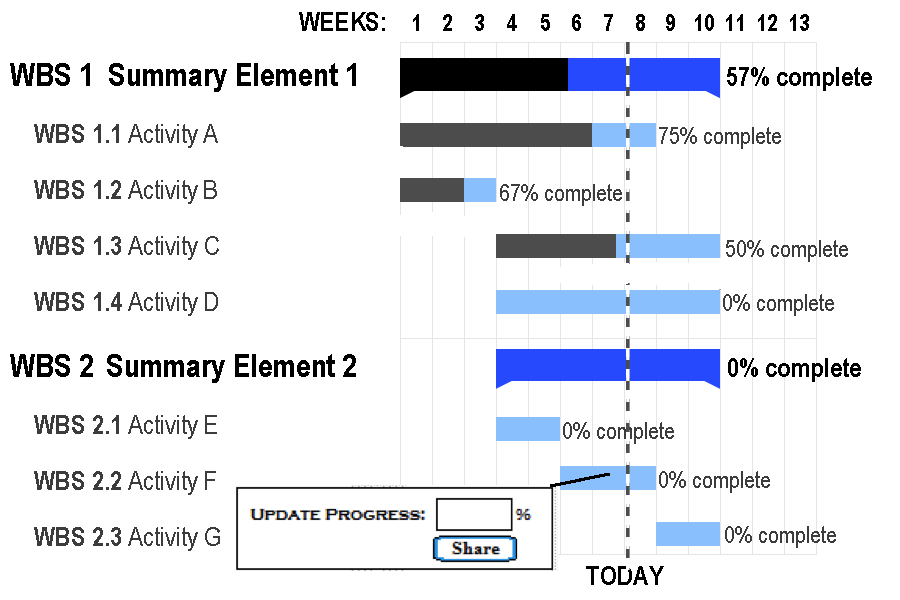 WEEKS: 1 2 3 4 5 6 7 8 9 10 11 12 13
WBS 1 Summary Element 1 57% complete
WBS 1.1 Activity A 75% complete
WBS 1.2 Activity B 67% complete
WBS 1.3 Activity C 50% complete
WBS 1.4 Activity D 0% complete
WBS 2 Summary Element 2 0% complete
WBS 2.1 Activity E 0% complete
WBS 2.2 Activity F 0% complete
UPDATE PROGRESS: %
WBS 2.3 Activity G 0% complete
Share
TODAY